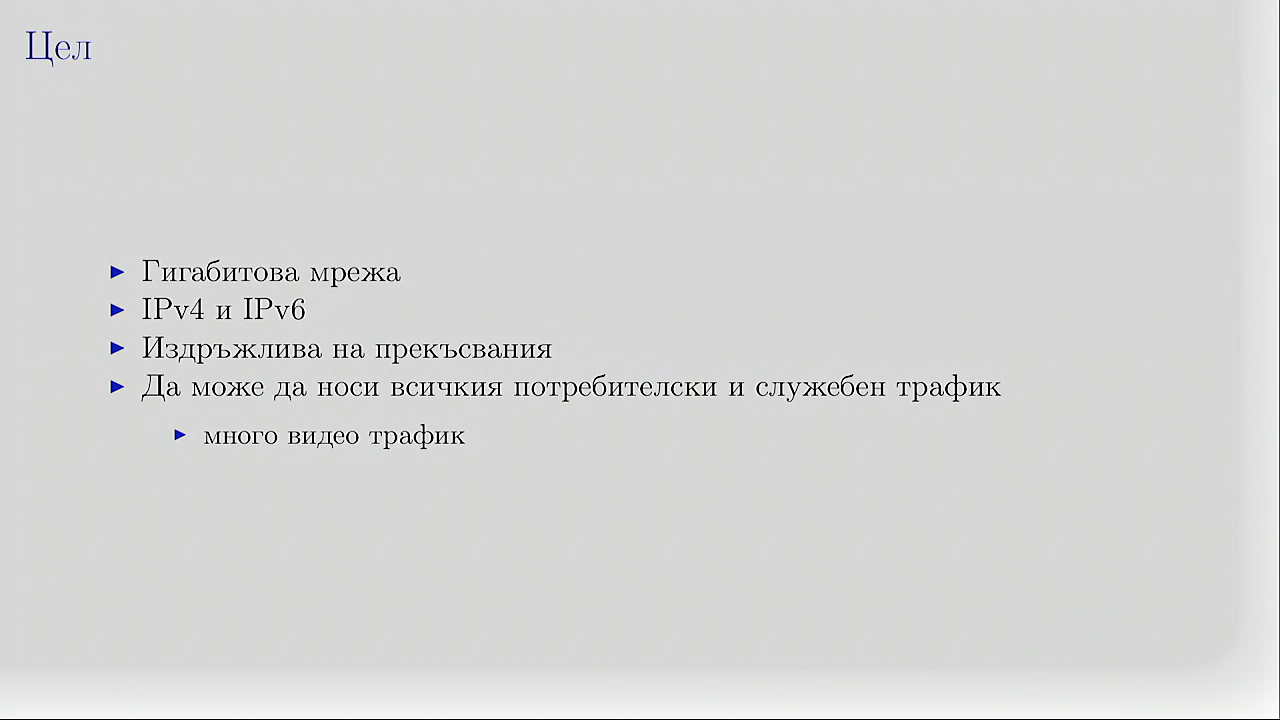 Цел
Гигабитова мрежа
IPv4 и IPv6
Издръжлива на прекъсвания
Да може да носи всичкия потребителски и служебен трафик
много видео трафик